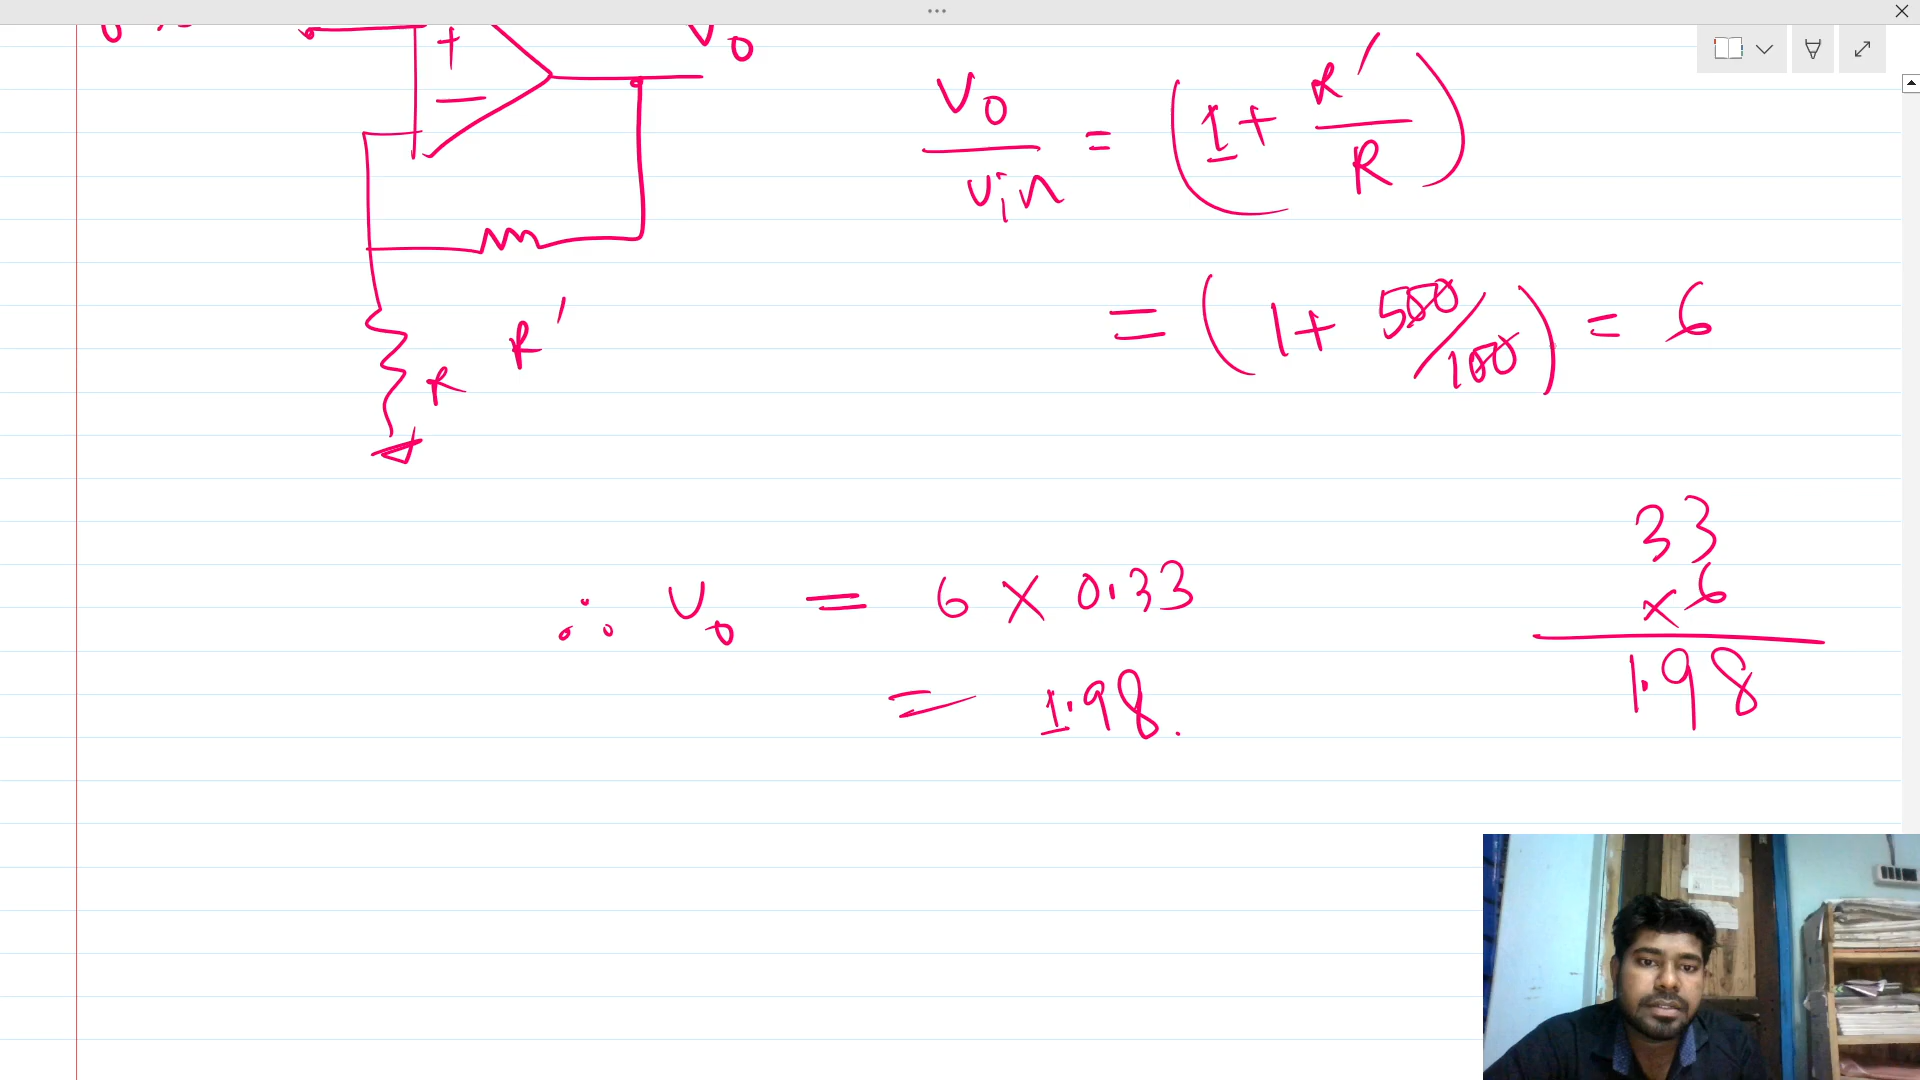 +
−
V0
V0/Vin = (1 + R'/R)
= (1 + 500/100) = 6
R'
R
33
×6
1.98
∴ V0 = 6 × 0.33
= 1.98.